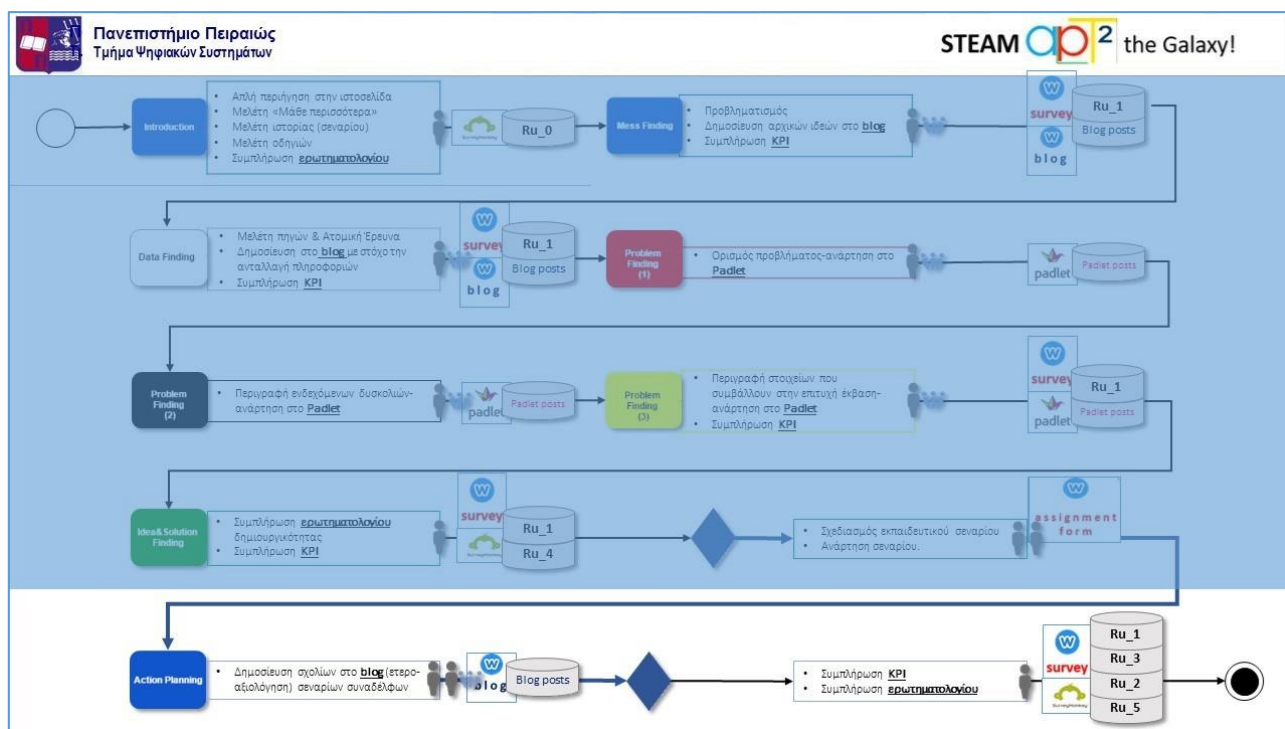 Πανεπιστήμιο Πειραιώς
Τμήμα Ψηφιακών Συστημάτων
STEAM apT2 the Galaxy!
Introduction
• Απλή περιήγηση στην ιστοσελίδα
• Μελέτη «Μάθε περισσότερα»
• Μελέτη ιστορίας (σεναρίου)
• Μελέτη οδηγιών
• Συμπλήρωση ερωτηματολογίου
SurveyMonkey
Ru_0
Mess Finding
• Προβληματισμός
• Δημοσίευση αρχικών ιδεών στο blog
• Συμπλήρωση KPI
survey
blog
Ru_1
Blog posts
Data Finding
• Μελέτη πηγών & Ατομική Έρευνα
• Δημοσίευση στο blog με στόχο την
ανταλλαγή πληροφοριών
• Συμπλήρωση KPI
survey
blog
Ru_1
Blog posts
Problem
Finding
(1)
• Ορισμός προβλήματος-ανάρτηση στο
Padlet
padlet
Padlet posts
Problem
Finding
(2)
• Περιγραφή ενδεχόμενων δυσκολιών-
ανάρτηση στο Padlet
padlet
Padlet posts
Problem
Finding
(3)
• Περιγραφή στοιχείων που
συμβάλλουν στην επιτυχή έκβαση-
ανάρτηση στο Padlet
• Συμπλήρωση KPI
survey
padlet
Ru_1
Padlet posts
Idea&Solution
Finding
• Συμπλήρωση ερωτηματολογίου
δημιουργικότητας
• Συμπλήρωση KPI
survey
SurveyMonkey
Ru_1
Ru_4
• Σχεδιασμός εκπαιδευτικού σεναρίου
• Ανάρτηση σεναρίου.
assignment
form
Action Planning
• Δημοσίευση σχολίων στο blog (ετερο-
αξιολόγηση) σεναρίων συναδέλφων
blog
Blog posts
• Συμπλήρωση KPI
• Συμπλήρωση ερωτηματολογίου
survey
SurveyMonkey
Ru_1
Ru_3
Ru_2
Ru_5